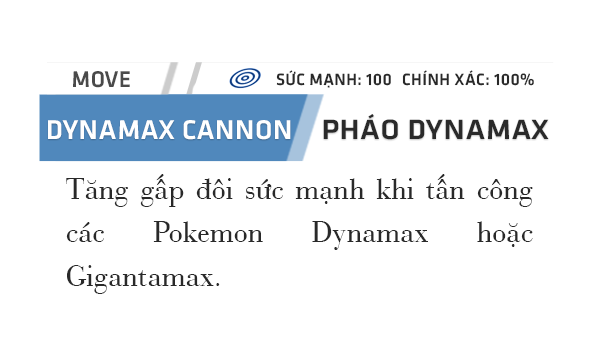 MOVE SỨC MẠNH: 100 CHÍNH XÁC: 100%
DYNAMAX CANNON PHÁO DYNAMAX
Tăng gấp đôi sức mạnh khi tấn công
các Pokemon Dynamax hoặc
Gigantamax.